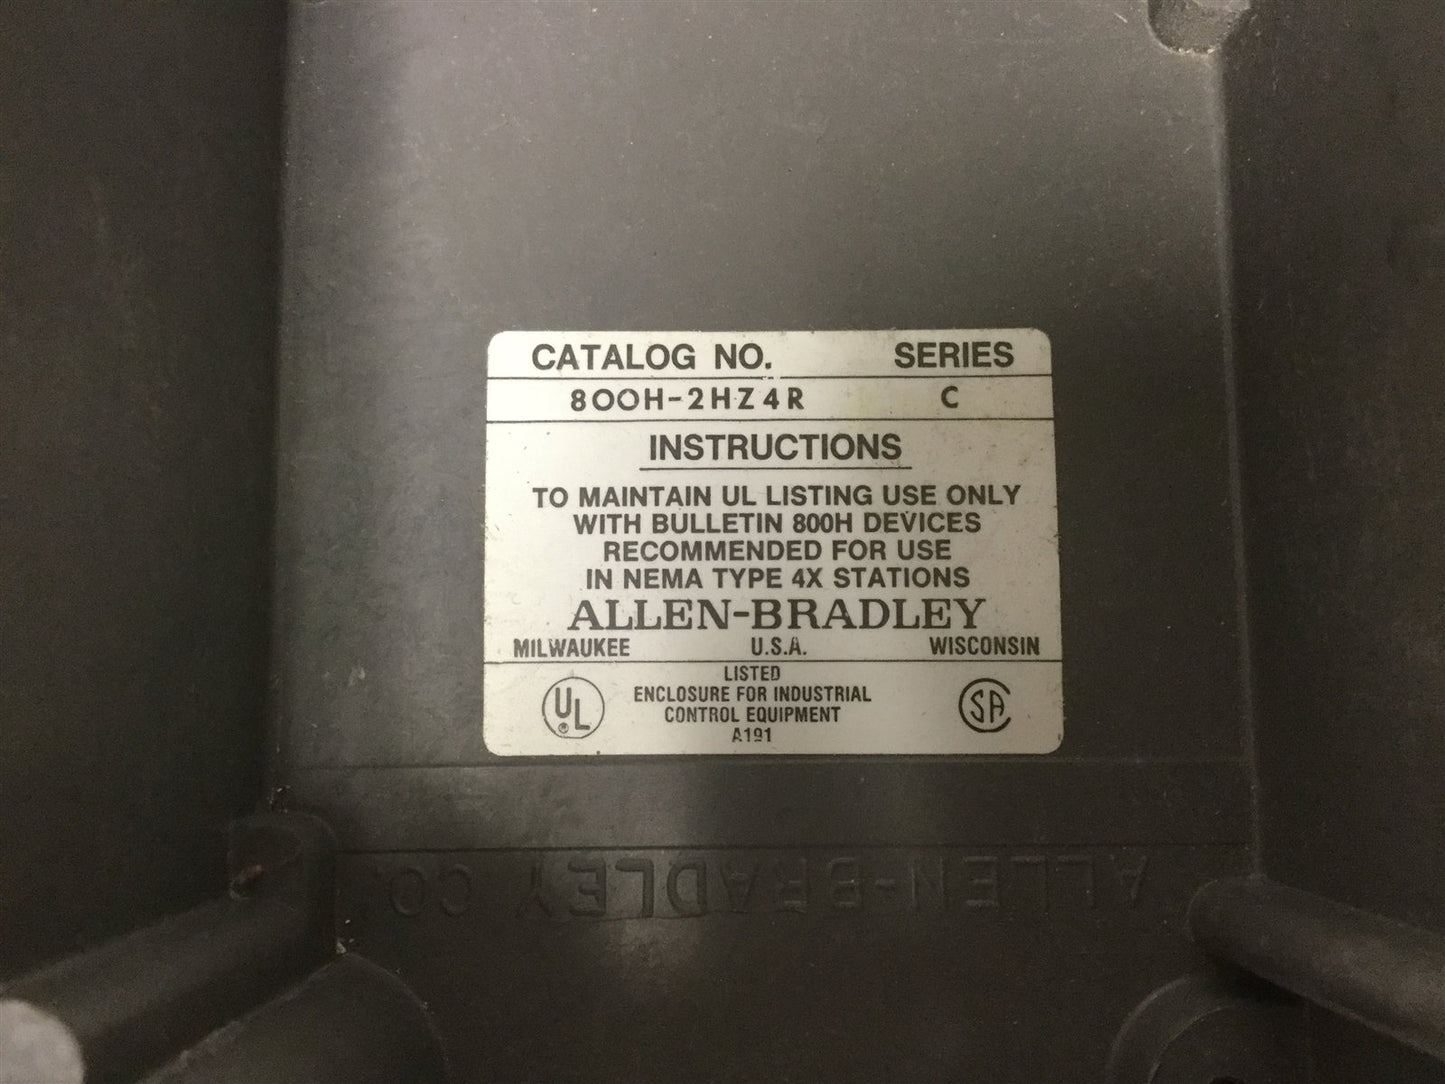 CATALOG NO. SERIES
800H-2HZ4R C
INSTRUCTIONS
TO MAINTAIN UL LISTING USE ONLY
WITH BULLETIN 800H DEVICES
RECOMMENDED FOR USE
IN NEMA TYPE 4X STATIONS
ALLEN-BRADLEY
MILWAUKEE U.S.A. WISCONSIN
LISTED
UL ® ENCLOSURE FOR INDUSTRIAL SA
CONTROL EQUIPMENT
A191
ALLEN-BRADLEY CO.